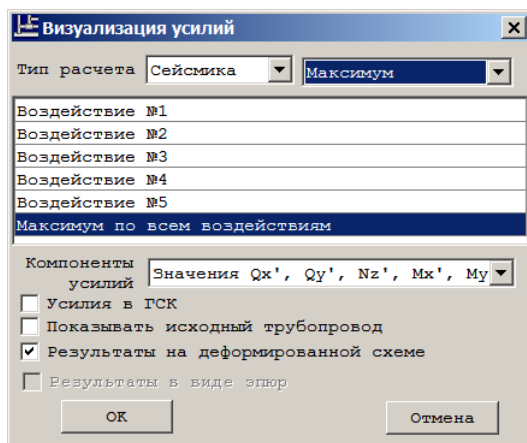 Визуализация усилий
Тип расчета Сейсмика Максимум
Воздействие №1
Воздействие №2
Воздействие №3
Воздействие №4
Воздействие №5
Максимум по всем воздействиям
Компоненты усилий Значения Qx', Qy', Nz', Mx', My
Усилия в ГСК
Показывать исходный трубопровод
Результаты на деформированной схеме
Результаты в виде эпюр
OK Отмена